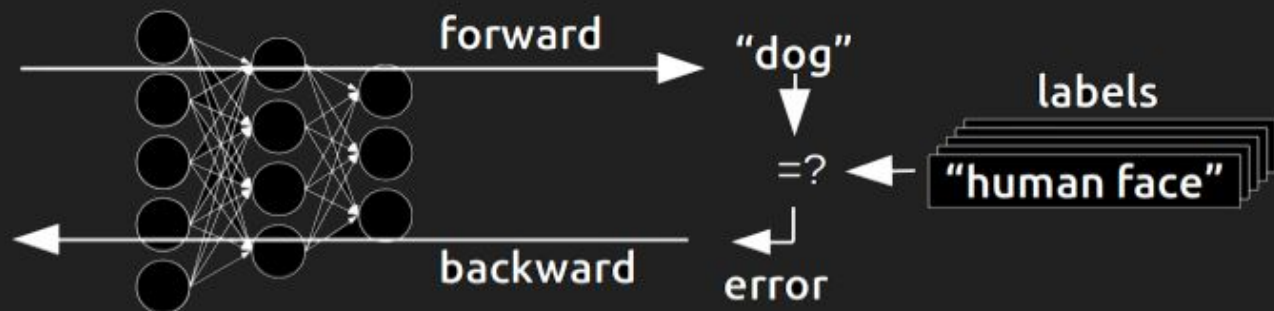 forward
“dog”
labels
=?
“human face”
backward
error